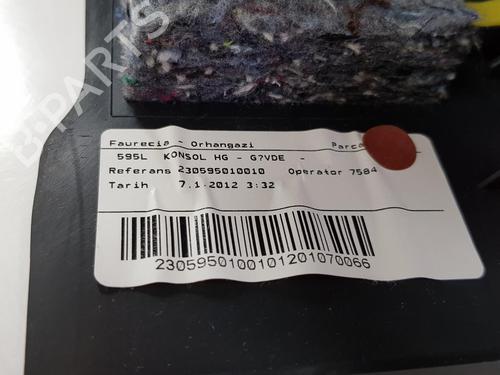 B-PARTS
Faurecia - Orhangazi Parca
595L KONSOL HG - G?VDE -
Referans 230595010010 Operator 7584
Tarih 7.1.2012 3:32
2305950100101201070066